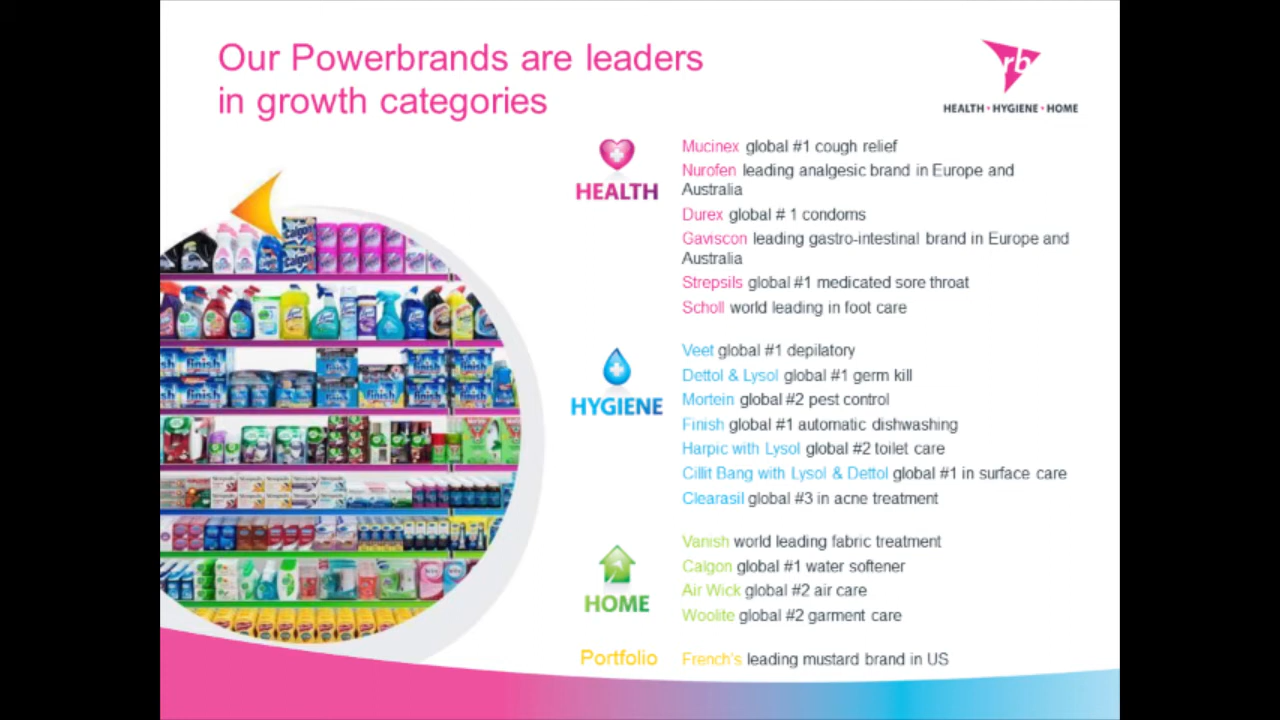 Our Powerbrands are leaders
in growth categories
rb
HEALTH • HYGIENE • HOME
HEALTH
Mucinex global #1 cough relief
Nurofen leading analgesic brand in Europe and
Australia
Durex global # 1 condoms
Gaviscon leading gastro-intestinal brand in Europe and
Australia
Strepsils global #1 medicated sore throat
Scholl world leading in foot care
HYGIENE
Veet global #1 depilatory
Dettol & Lysol global #1 germ kill
Mortein global #2 pest control
Finish global #1 automatic dishwashing
Harpic with Lysol global #2 toilet care
Cillit Bang with Lysol & Dettol global #1 in surface care
Clearasil global #3 in acne treatment
HOME
Vanish world leading fabric treatment
Calgon global #1 water softener
Air Wick global #2 air care
Woolite global #2 garment care
Portfolio
French's leading mustard brand in US
Calgon
finish
finish
finish
finish